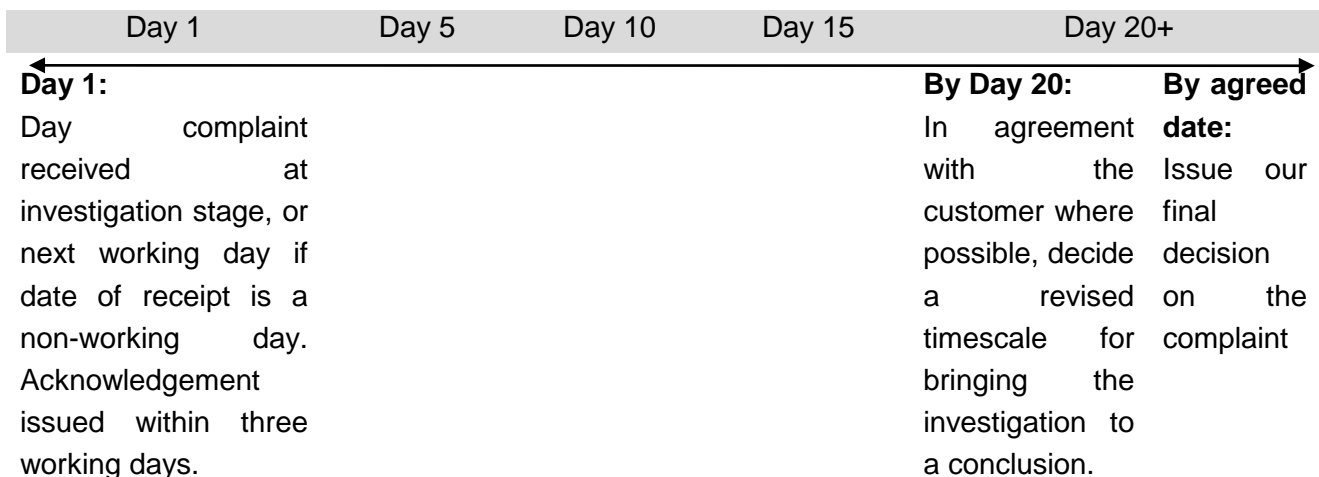 Day 1 Day 5 Day 10 Day 15 Day 20+
Day 1:
Day complaint
received at
investigation stage, or
next working day if
date of receipt is a
non-working day.
Acknowledgement
issued within three
working days.
By Day 20:
In agreement
with the
customer where
possible, decide
a revised
timescale for
bringing the
investigation to
a conclusion.
By agreed
date:
Issue our
final
decision
on the
complaint